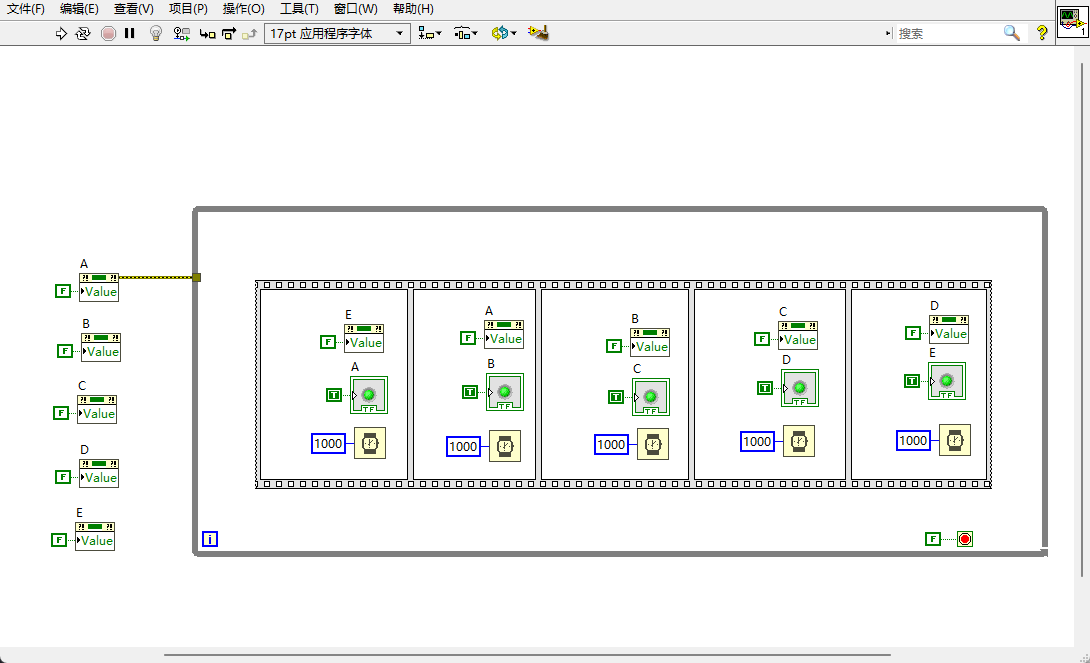 文件(F) 编辑(E) 查看(V) 项目(P) 操作(O) 工具(T) 窗口(W) 帮助(H)
17pt 应用程序字体 搜索 ? 1
A
?! ?!
F Value
B
?! ?!
F Value
C
?! ?!
F Value
D
?! ?!
F Value
E
?! ?!
F Value
E
?! ?!
F Value
A
T
TF
1000
A
?! ?!
F Value
B
T
TF
1000
B
?! ?!
F Value
C
T
TF
1000
C
?! ?!
F Value
D
T
TF
1000
D
?! ?!
F Value
E
T
TF
1000
i
F